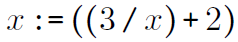 x := ((3 / x) + 2)